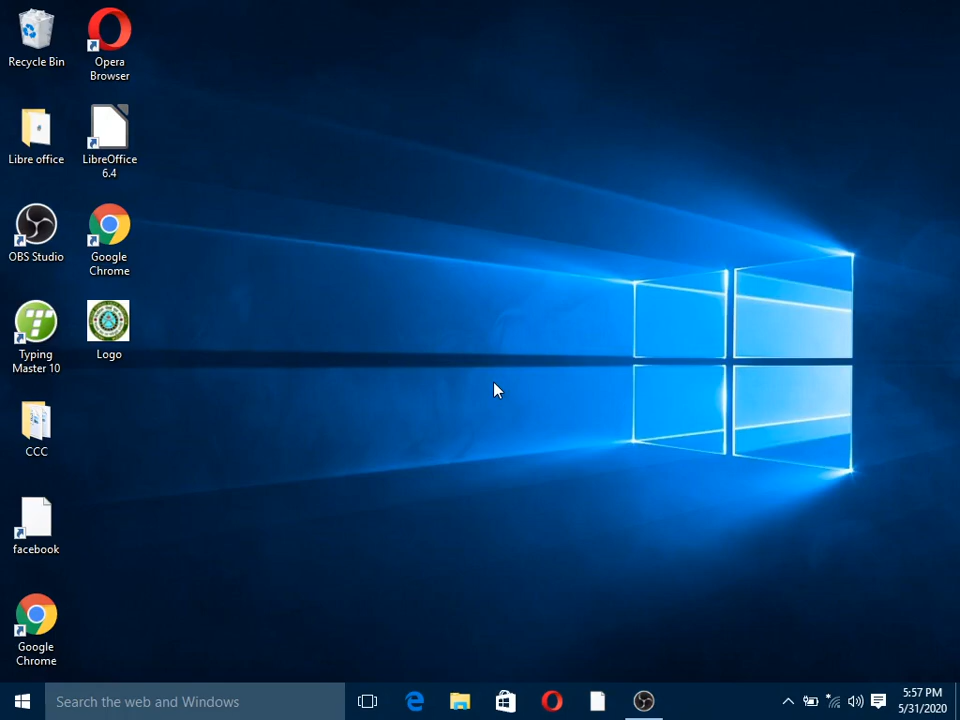 Recycle Bin
Opera
Browser
Libre office
LibreOffice
6.4
OBS Studio
Google
Chrome
Typing
Master 10
Logo
CCC
facebook
Google
Chrome
Search the web and Windows
5:57 PM
5/31/2020